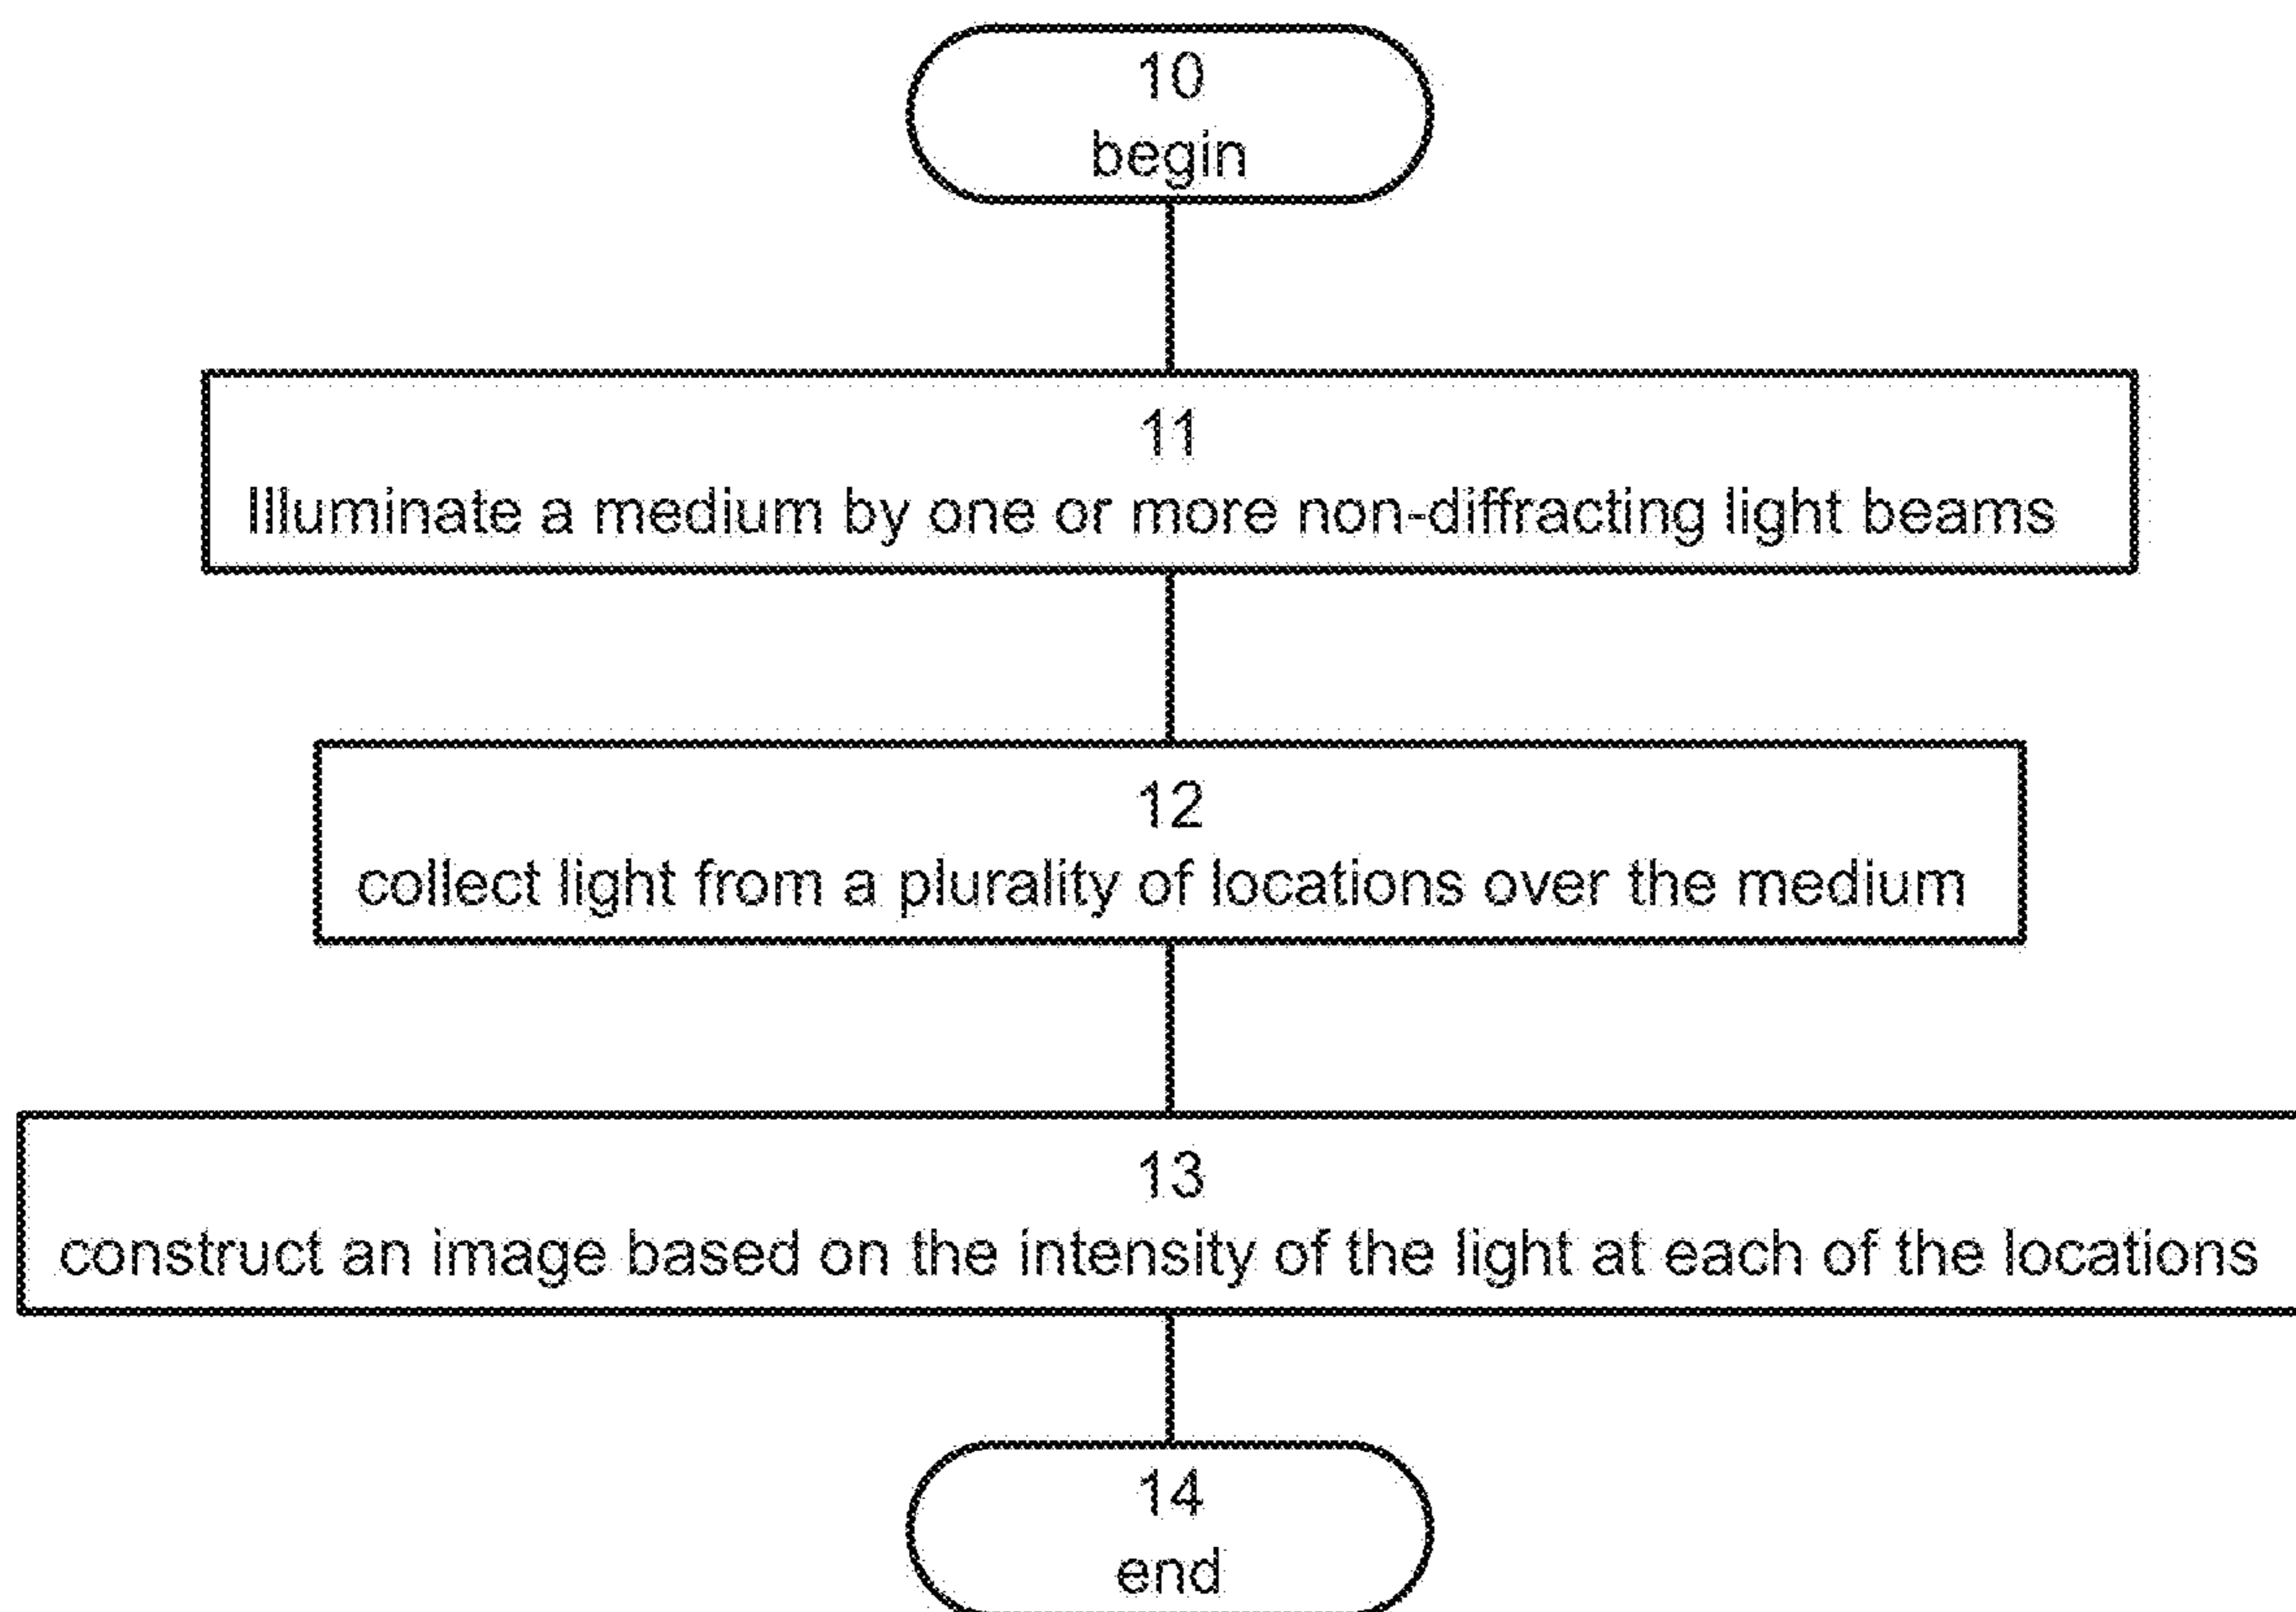 10
begin
11
Illuminate a medium by one or more non-diffracting light beams
12
collect light from a plurality of locations over the medium
13
construct an image based on the intensity of the light at each of the locations
14
end